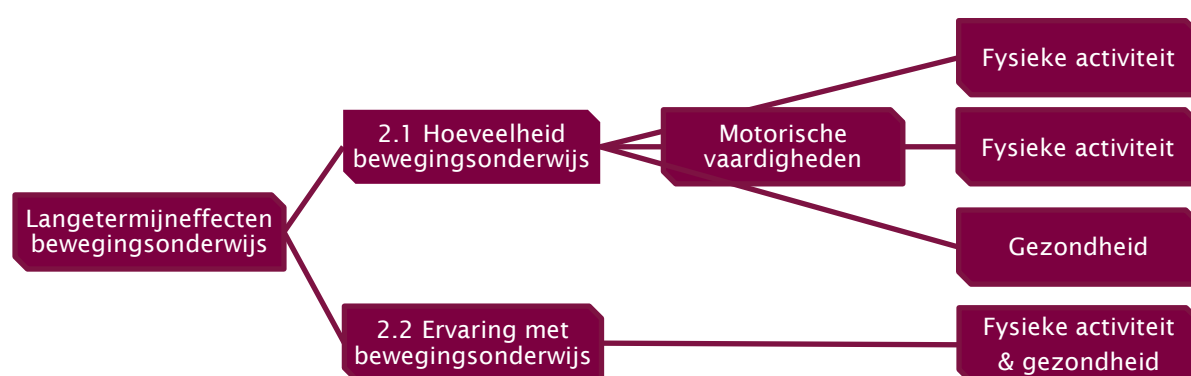 Langetermijneffecten
bewegingsonderwijs
2.1 Hoeveelheid
bewegingsonderwijs
Motorische
vaardigheden
Fysieke activiteit
Fysieke activiteit
Gezondheid
2.2 Ervaring met
bewegingsonderwijs
Fysieke activiteit
& gezondheid